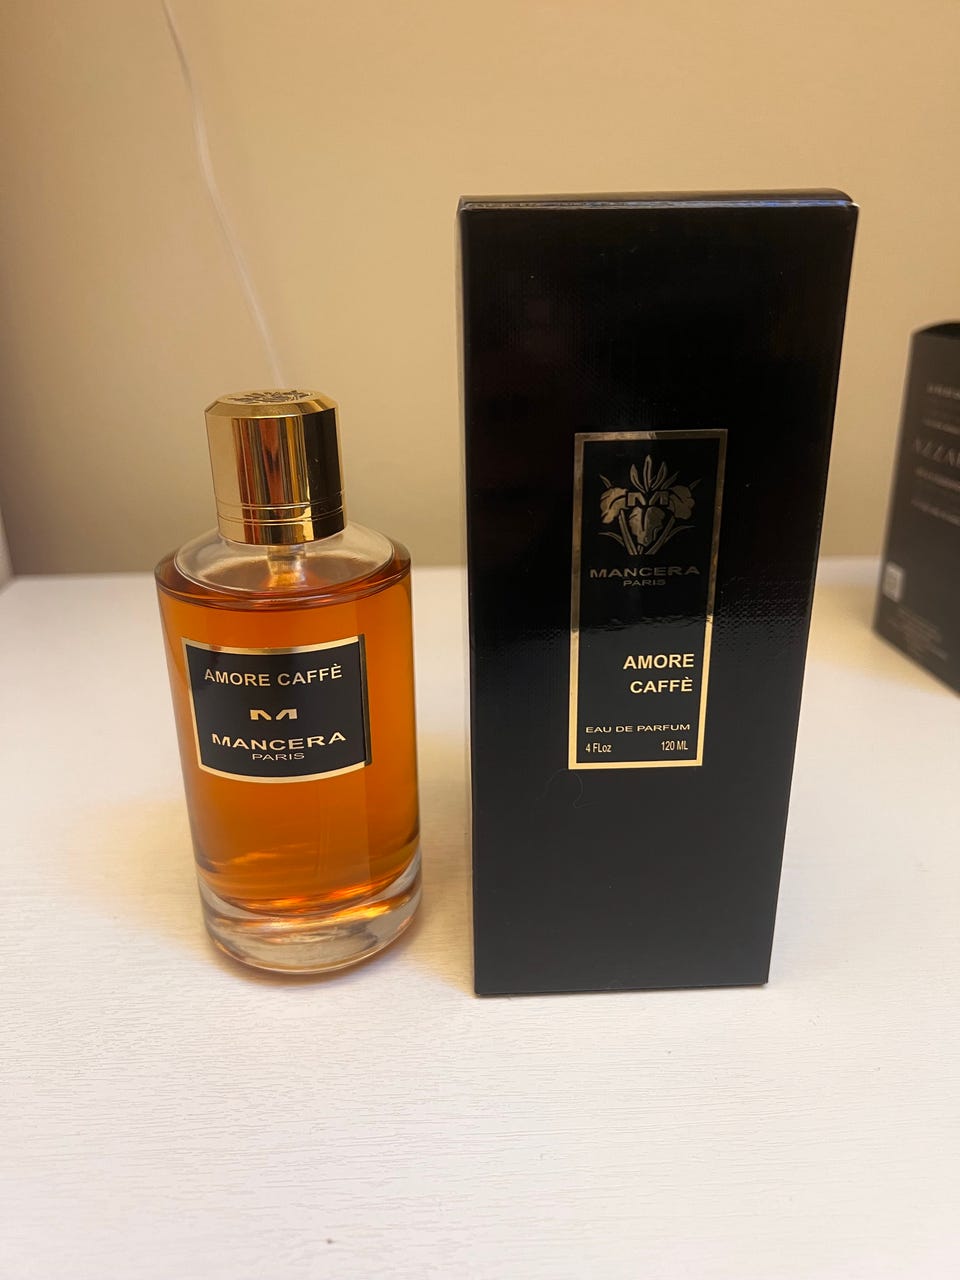 AMORE CAFFÈ
M
MANCERA
PARIS
M
MANCERA
PARIS
AMORE
CAFFÈ
EAU DE PARFUM
4 FLoz 120 ML